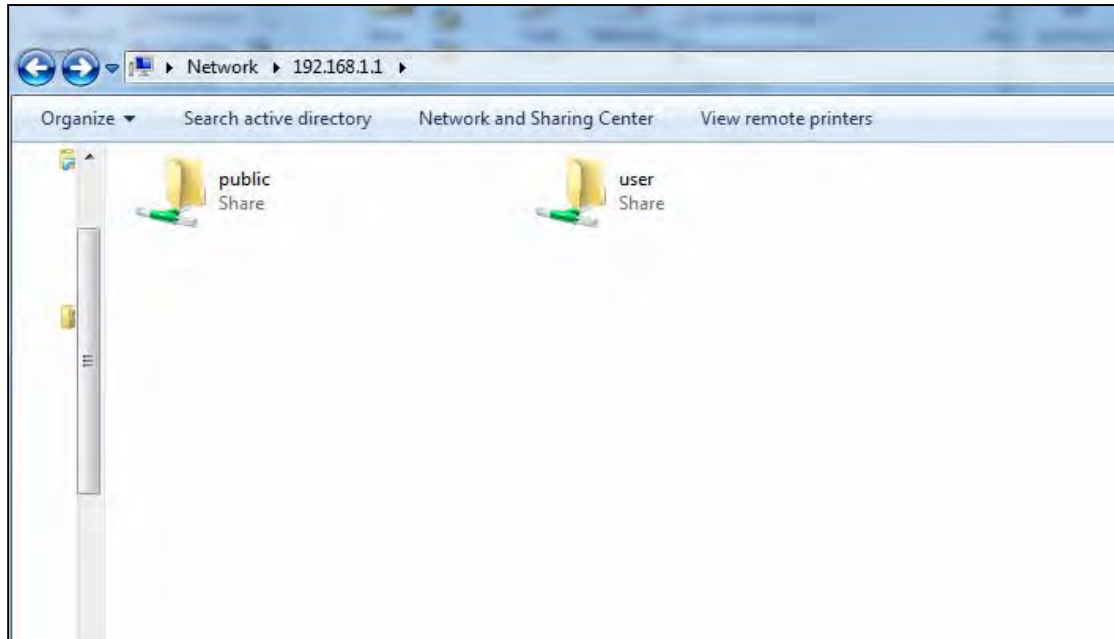 Network 192.168.1.1
Organize Search active directory Network and Sharing Center View remote printers
public
Share
user
Share